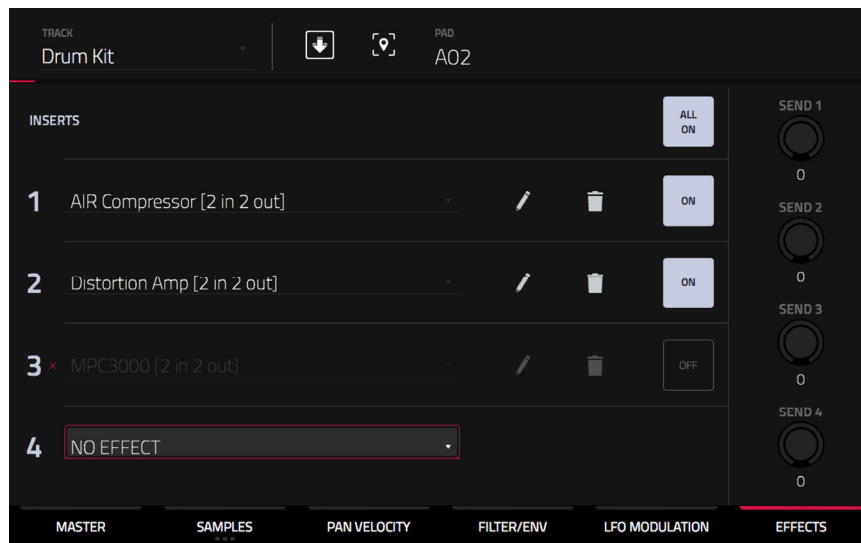 TRACK
Drum Kit
PAD
A02
INSERTS
ALL
ON
1 AIR Compressor [2 in 2 out] ON
2 Distortion Amp [2 in 2 out] ON
3 × MPC3000 [2 in 2 out] OFF
4 NO EFFECT
SEND 1
0
SEND 2
0
SEND 3
0
SEND 4
0
MASTER SAMPLES PAN VELOCITY FILTER/ENV LFO MODULATION EFFECTS